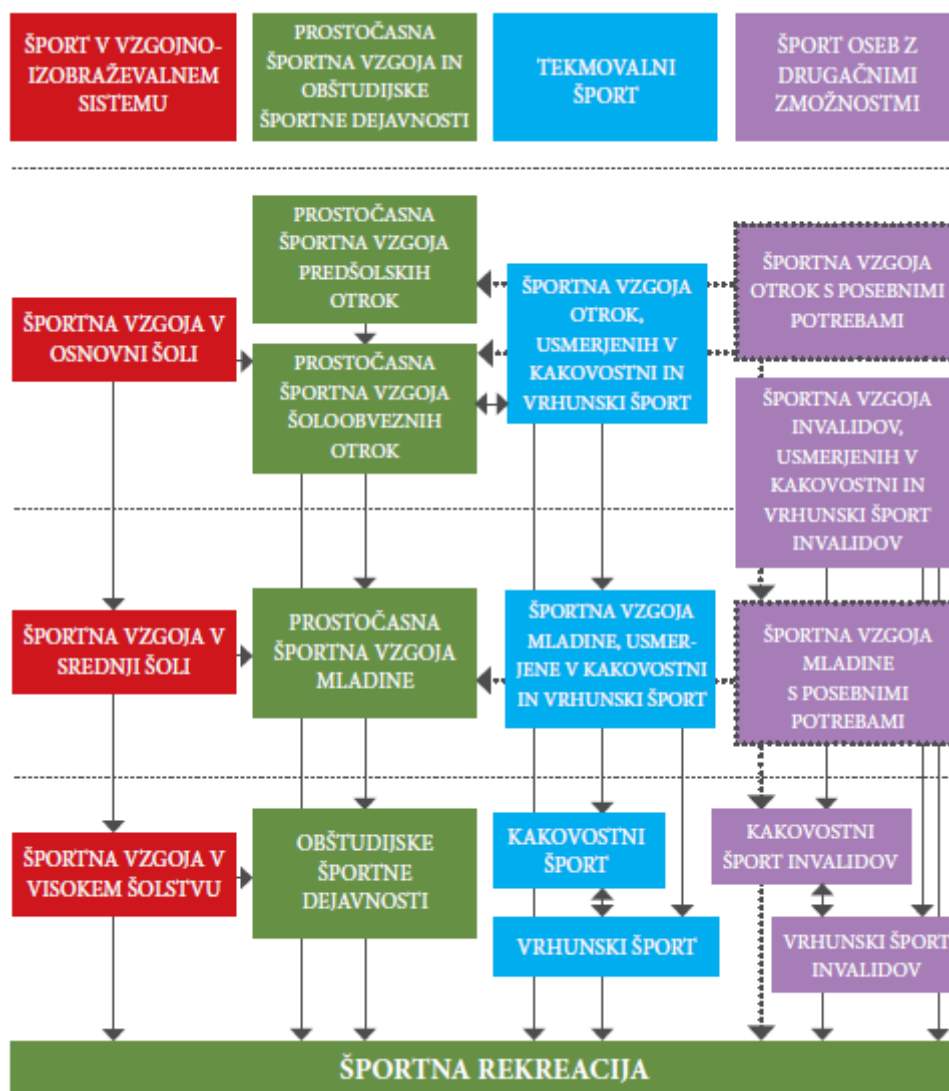 ŠPORT V VZGOJNO-
IZOBRAŽEVALNEM
SISTEMU
PROSTOČASNA
ŠPORTNA VZGOJA IN
OBŠTUDIJSKE
ŠPORTNE DEJAVNOSTI
TEKMOVALNI
ŠPORT
ŠPORT OSEB Z
DRUGAČNIMI
ZMOŽNOSTMI
PROSTOČASNA
ŠPORTNA VZGOJA
PREDŠOLSKIH
OTROK
ŠPORTNA VZGOJA
OTROK S POSEBNIMI
POTREBAMI
ŠPORTNA VZGOJA V
OSNOVNI ŠOLI
PROSTOČASNA
ŠPORTNA VZGOJA
ŠOLOOBVEZNIH
OTROK
ŠPORTNA VZGOJA
OTROK,
USMERJENIH V
KAKOVOSTNI IN
VRHUNSKI ŠPORT
ŠPORTNA VZGOJA
INVALIDOV,
USMERJENIH V
KAKOVOSTNI IN
VRHUNSKI ŠPORT
INVALIDOV
ŠPORTNA VZGOJA V
SREDNJI ŠOLI
PROSTOČASNA
ŠPORTNA VZGOJA
MLADINE
ŠPORTNA VZGOJA
MLADINE, USMER-
JENE V KAKOVOSTNI
IN VRHUNSKI ŠPORT
ŠPORTNA VZGOJA
MLADINE
S POSEBNIMI
POTREBAMI
ŠPORTNA VZGOJA V
VISOKEM ŠOLSTVU
OBŠTUDIJSKE
ŠPORTNE
DEJAVNOSTI
KAKOVOSTNI
ŠPORT
KAKOVOSTNI
ŠPORT INVALIDOV
VRHUNSKI ŠPORT
VRHUNSKI ŠPORT
INVALIDOV
ŠPORTNA REKREACIJA